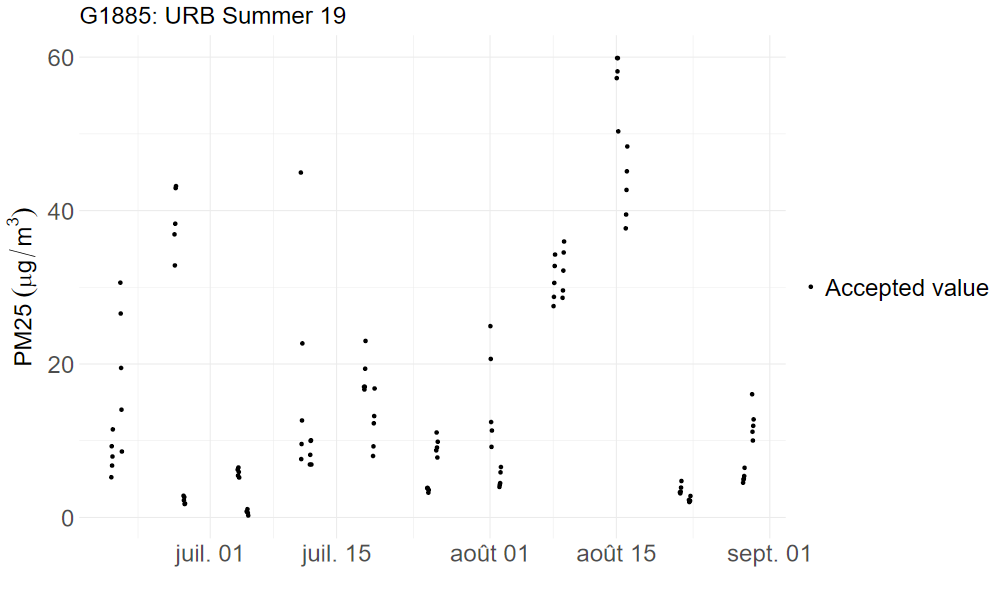 G1885: URB Summer 19
PM25 (μg/m³)
60
40
20
0
juil. 01
juil. 15
août 01
août 15
sept. 01
Accepted value